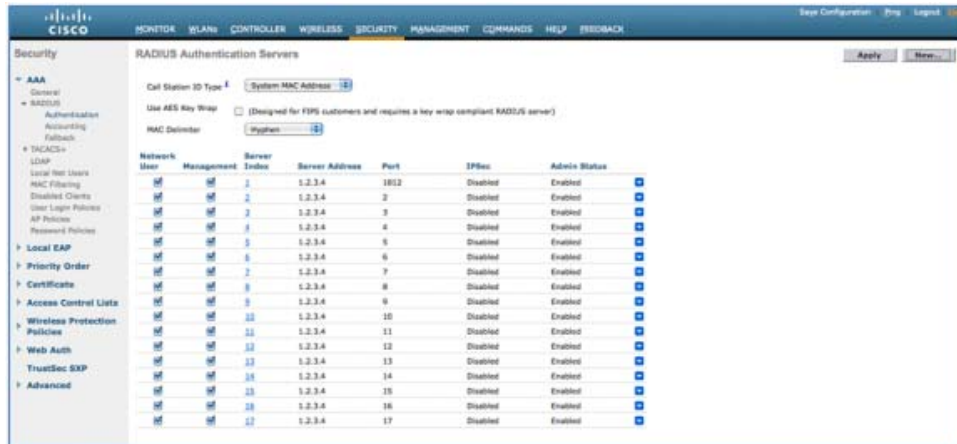 Save Configuration Ping Logout
CISCO
MONITOR WLANs CONTROLLER WIRELESS SECURITY MANAGEMENT COMMANDS HELP FEEDBACK
Security
AAA
General
RADIUS
Authentication
Accounting
Fallback
TACACS+
LDAP
Local Net Users
MAC Filtering
Disabled Clients
User Login Policies
AP Policies
Password Policies
Local EAP
Priority Order
Certificate
Access Control Lists
Wireless Protection Policies
Web Auth
TrustSec SXP
Advanced
RADIUS Authentication Servers
Apply New...
Call Station ID Type System MAC Address
Use AES Key Wrap (Designed for FIPS customers and requires a key wrap compliant RADIUS server)
MAC Delimiter Hyphen
Network User Management Server Index Server Address Port IPSec Admin Status
1 1.2.3.4 1812 Disabled Enabled
2 1.2.3.4 2 Disabled Enabled
3 1.2.3.4 3 Disabled Enabled
4 1.2.3.4 4 Disabled Enabled
5 1.2.3.4 5 Disabled Enabled
6 1.2.3.4 6 Disabled Enabled
7 1.2.3.4 7 Disabled Enabled
8 1.2.3.4 8 Disabled Enabled
9 1.2.3.4 9 Disabled Enabled
10 1.2.3.4 10 Disabled Enabled
11 1.2.3.4 11 Disabled Enabled
12 1.2.3.4 12 Disabled Enabled
13 1.2.3.4 13 Disabled Enabled
14 1.2.3.4 14 Disabled Enabled
15 1.2.3.4 15 Disabled Enabled
16 1.2.3.4 16 Disabled Enabled
17 1.2.3.4 17 Disabled Enabled